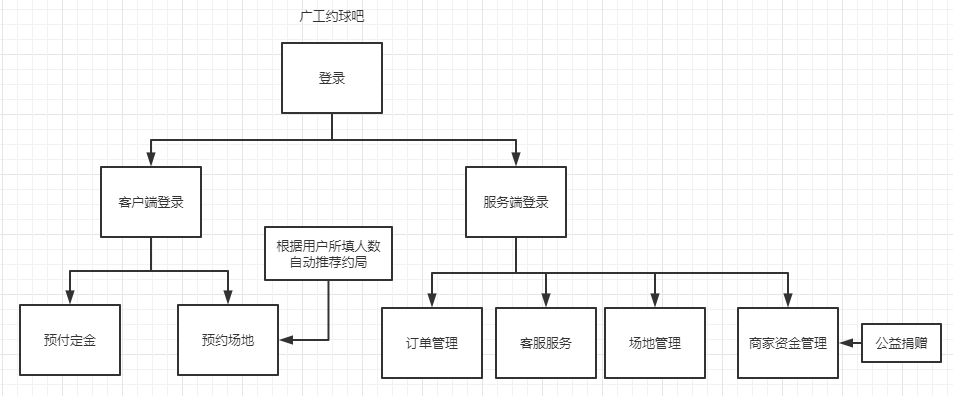 广工约球吧
登录
客户端登录
服务端登录
根据用户所填人数
自动推荐约局
预付定金
预约场地
订单管理
客服服务
场地管理
商家资金管理
公益捐赠